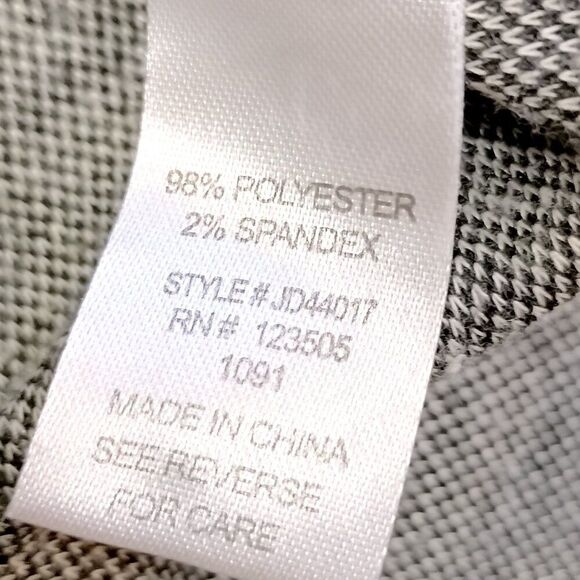 98% POLYESTER
2% SPANDEX
STYLE # JD44017
RN # 123505
1091
MADE IN CHINA
SEE REVERSE
FOR CARE